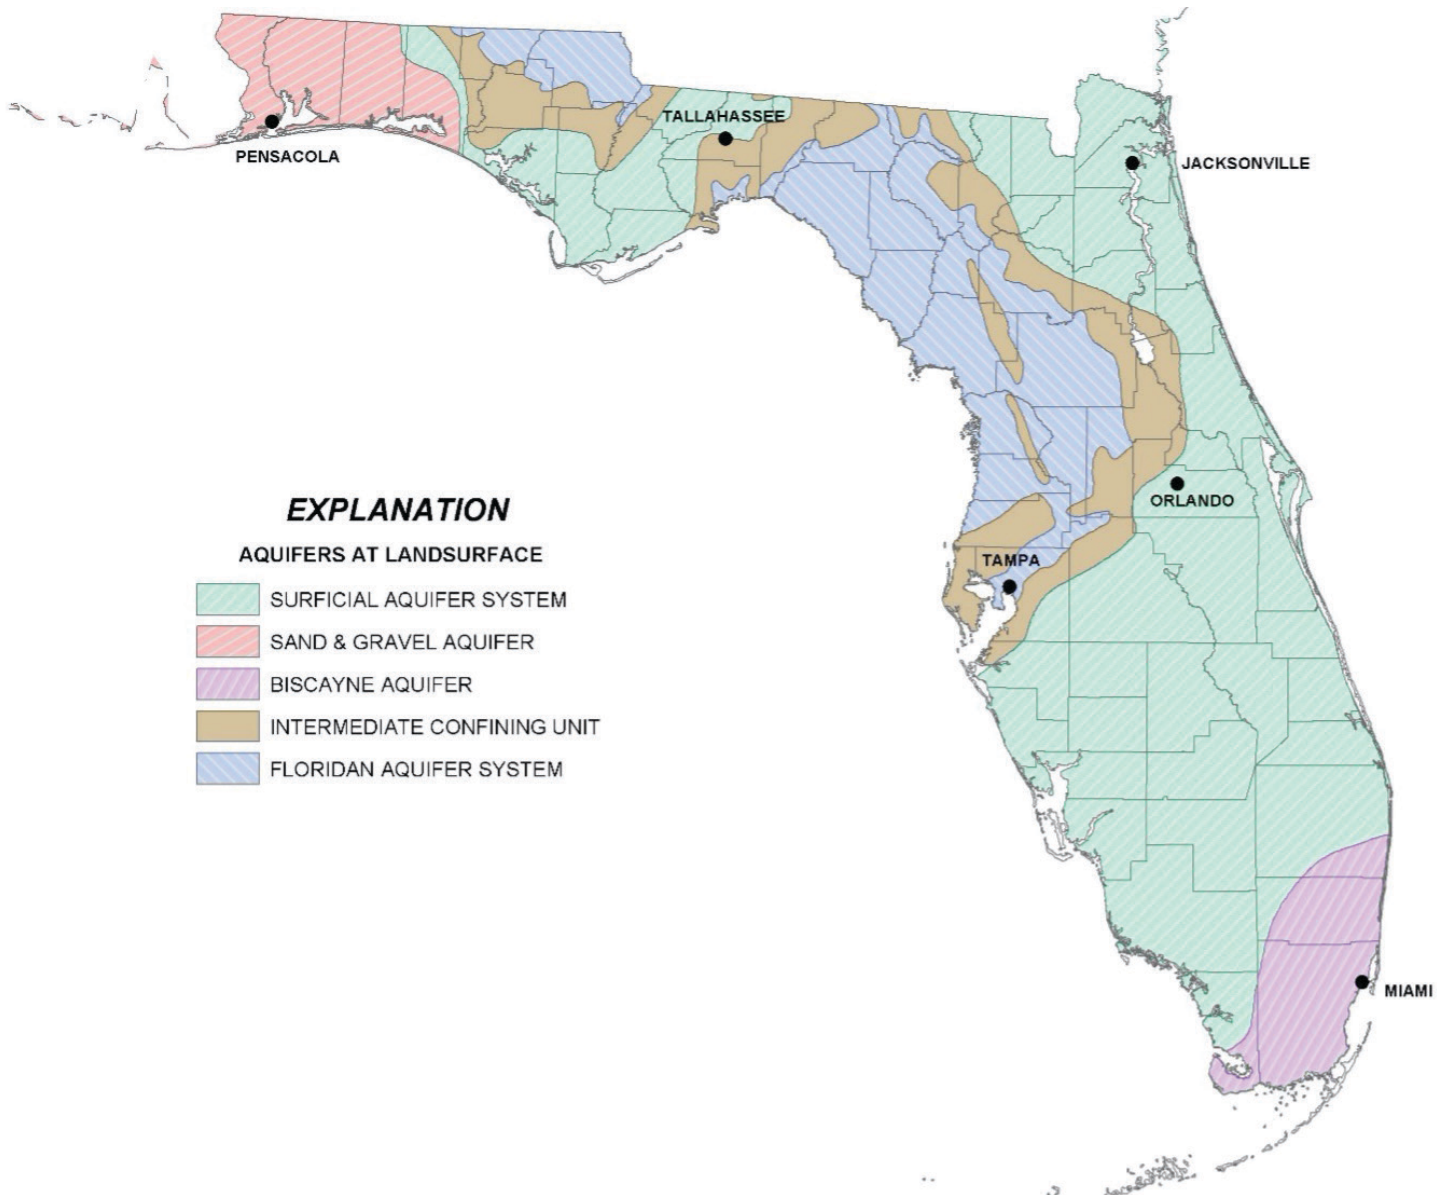 TALLAHASSEE
PENSACOLA
JACKSONVILLE
EXPLANATION
ORLANDO
AQUIFERS AT LANDSURFACE
TAMPA
SURFICIAL AQUIFER SYSTEM
SAND & GRAVEL AQUIFER
BISCAYNE AQUIFER
INTERMEDIATE CONFINING UNIT
FLORIDAN AQUIFER SYSTEM
MIAMI